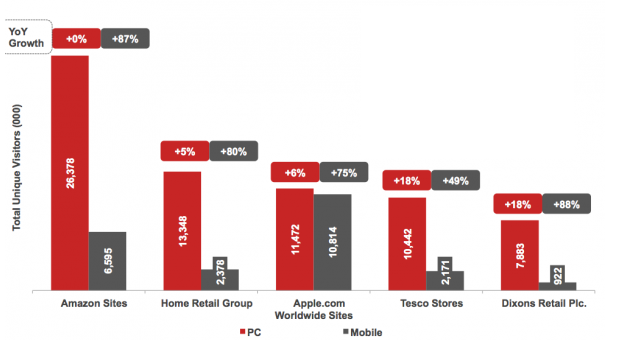 YoY
Growth
+0% +87%
+5% +80%
+6% +75%
+18% +49%
+18% +88%
Total Unique Visitors (000)
26,378
6,595
13,348
2,378
11,472
10,814
10,442
2,171
7,883
922
Amazon Sites
Home Retail Group
Apple.com
Worldwide Sites
Tesco Stores
Dixons Retail Plc.
PC Mobile